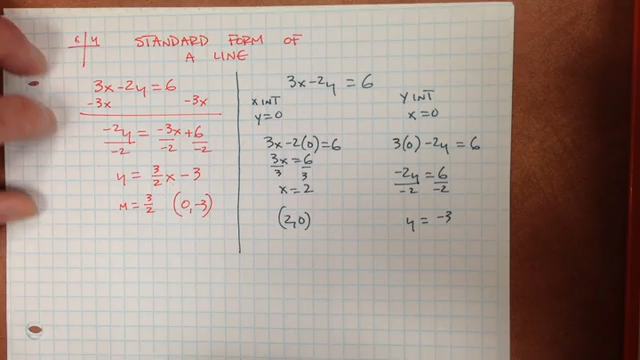 x | y
STANDARD FORM OF
A LINE
3x-2y=6
-3x -3x
-2y/-2 = -3x/-2 + 6/-2
y = 3/2 x - 3
m = 3/2 (0,-3)
3x-2y = 6
X INT
y=0
3x-2(0)=6
3x/3 = 6/3
x = 2
(2,0)
Y INT
x=0
3(0)-2y = 6
-2y/-2 = 6/-2
y = -3